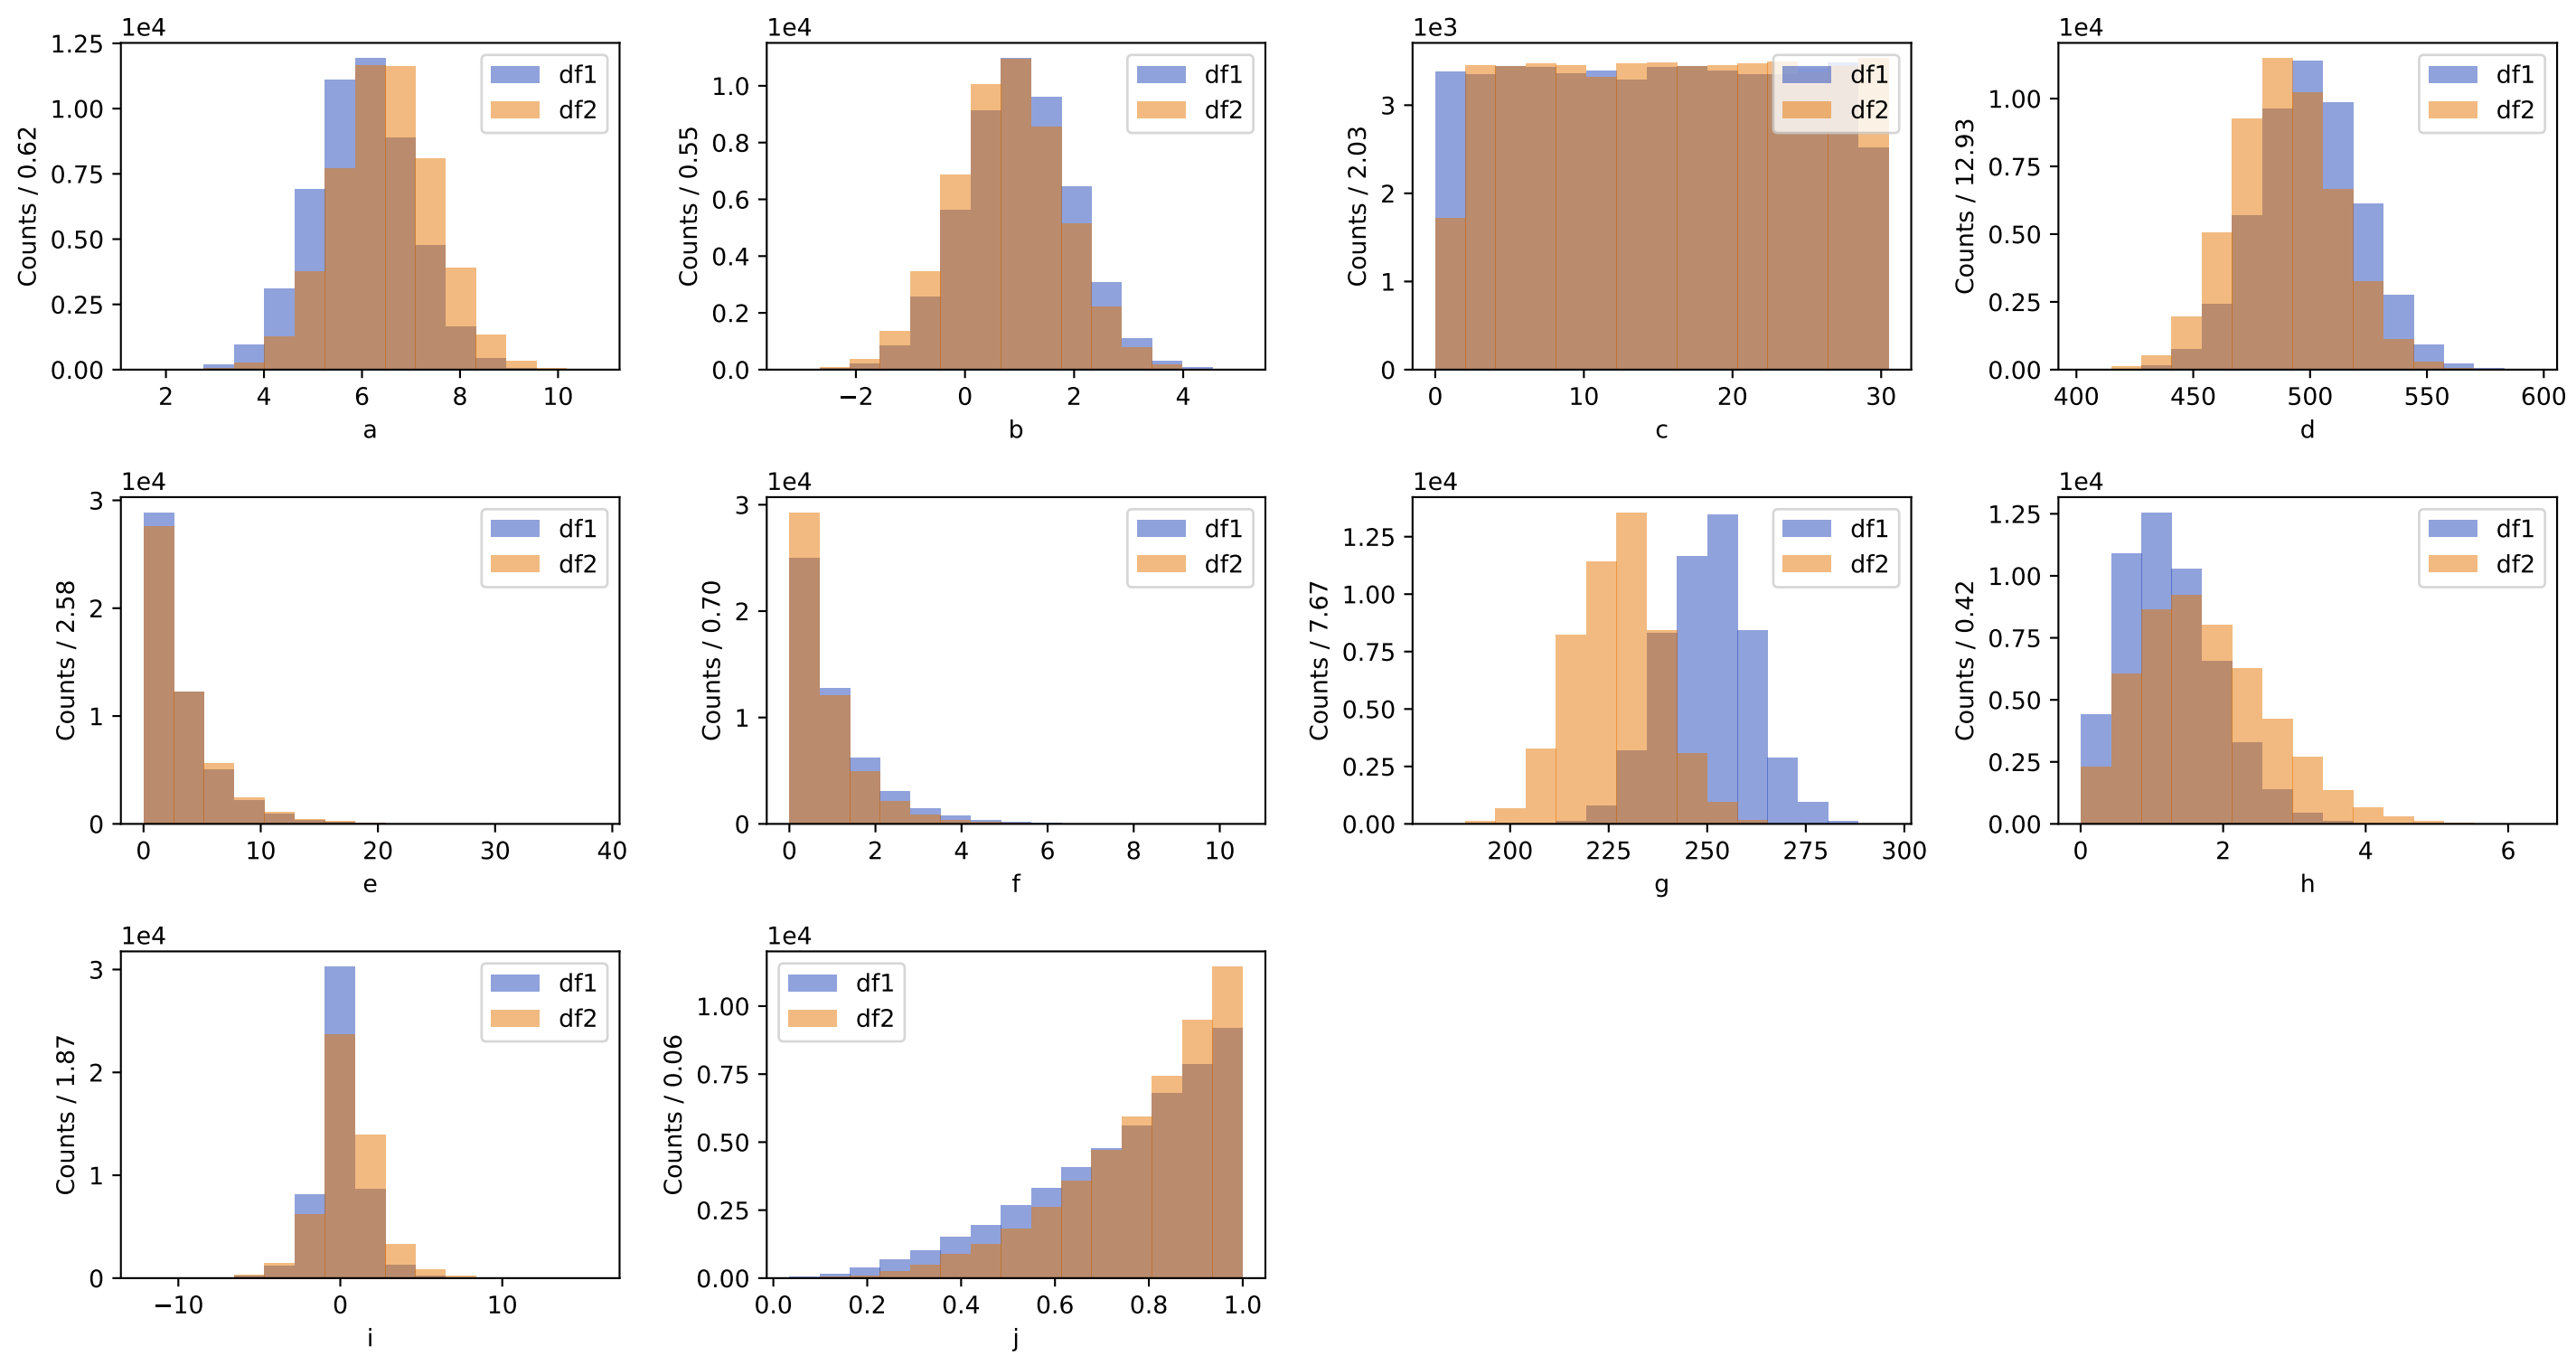 1e4
1.25
1.00
0.75
0.50
0.25
0.00
Counts / 0.62
2 4 6 8 10
a
df1
df2
1e4
1.0
0.8
0.6
0.4
0.2
0.0
Counts / 0.55
−2 0 2 4
b
df1
df2
1e3
3
2
1
0
Counts / 2.03
0 10 20 30
c
df1
df2
1e4
1.00
0.75
0.50
0.25
0.00
Counts / 12.93
400 450 500 550 600
d
df1
df2
1e4
3
2
1
0
Counts / 2.58
0 10 20 30 40
e
df1
df2
1e4
3
2
1
0
Counts / 0.70
0 2 4 6 8 10
f
df1
df2
1e4
1.25
1.00
0.75
0.50
0.25
0.00
Counts / 7.67
200 225 250 275 300
g
df1
df2
1e4
1.25
1.00
0.75
0.50
0.25
0.00
Counts / 0.42
0 2 4 6
h
df1
df2
1e4
3
2
1
0
Counts / 1.87
−10 0 10
i
df1
df2
1e4
1.00
0.75
0.50
0.25
0.00
Counts / 0.06
0.0 0.2 0.4 0.6 0.8 1.0
j
df1
df2